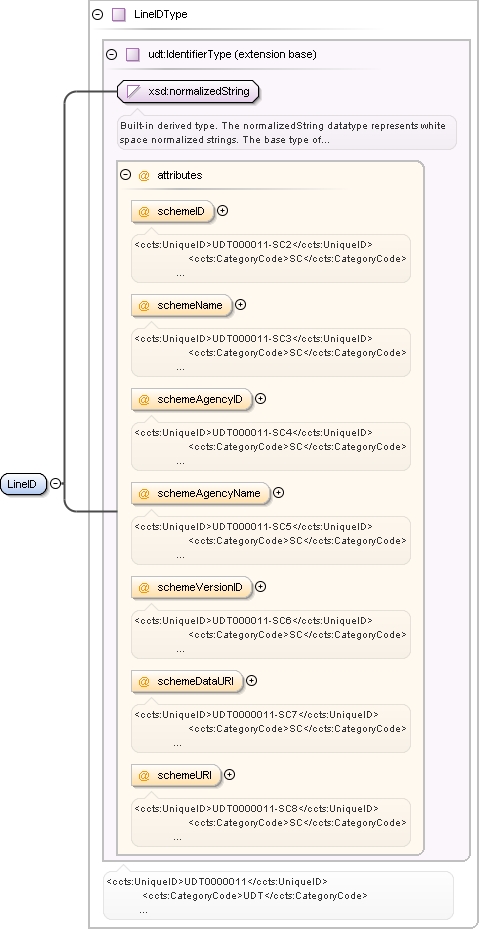 LineIDType
udt:IdentifierType (extension base)
xsd:normalizedString
Built-in derived type. The normalizedString datatype represents white
space normalized strings. The base type of...
@ attributes
@ schemeID
<ccts:UniqueID>UDT000011-SC2</ccts:UniqueID>
<ccts:CategoryCode>SC</ccts:CategoryCode>
...
@ schemeName
<ccts:UniqueID>UDT000011-SC3</ccts:UniqueID>
<ccts:CategoryCode>SC</ccts:CategoryCode>
...
@ schemeAgencyID
<ccts:UniqueID>UDT000011-SC4</ccts:UniqueID>
<ccts:CategoryCode>SC</ccts:CategoryCode>
...
LineID
@ schemeAgencyName
<ccts:UniqueID>UDT000011-SC5</ccts:UniqueID>
<ccts:CategoryCode>SC</ccts:CategoryCode>
...
@ schemeVersionID
<ccts:UniqueID>UDT000011-SC6</ccts:UniqueID>
<ccts:CategoryCode>SC</ccts:CategoryCode>
...
@ schemeDataURI
<ccts:UniqueID>UDT0000011-SC7</ccts:UniqueID>
<ccts:CategoryCode>SC</ccts:CategoryCode>
...
@ schemeURI
<ccts:UniqueID>UDT0000011-SC8</ccts:UniqueID>
<ccts:CategoryCode>SC</ccts:CategoryCode>
...
<ccts:UniqueID>UDT0000011</ccts:UniqueID>
<ccts:CategoryCode>UDT</ccts:CategoryCode>
...